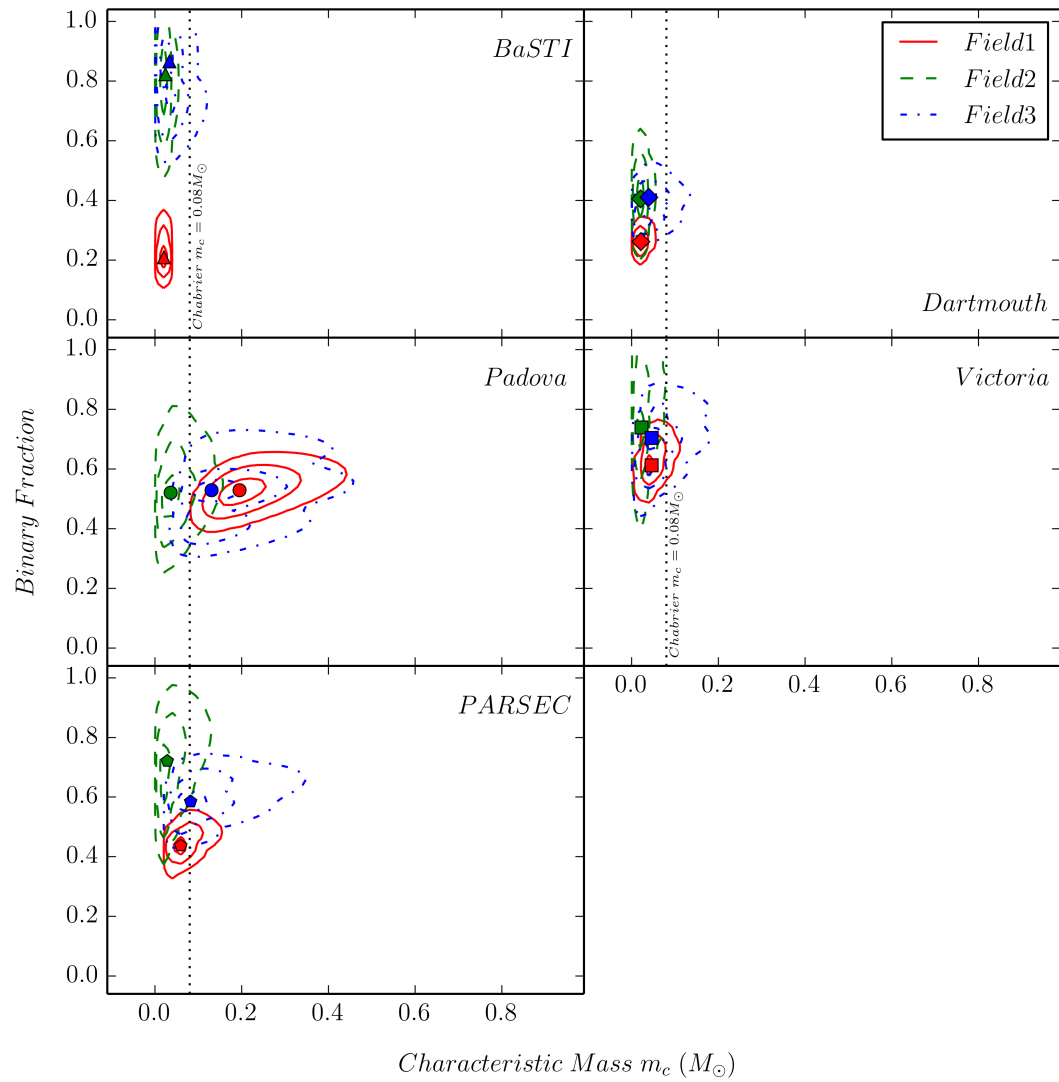 1.0
0.8
0.6
0.4
0.2
0.0
BaSTI
Chabrier m_c = 0.08M_⊙
Field1
Field2
Field3
Dartmouth
1.0
0.8
0.6
0.4
0.2
0.0
Padova
Victoria
Chabrier m_c = 0.08M_⊙
0.0 0.2 0.4 0.6 0.8
Binary Fraction
1.0
0.8
0.6
0.4
0.2
0.0
PARSEC
0.0 0.2 0.4 0.6 0.8
Characteristic Mass m_c (M_⊙)